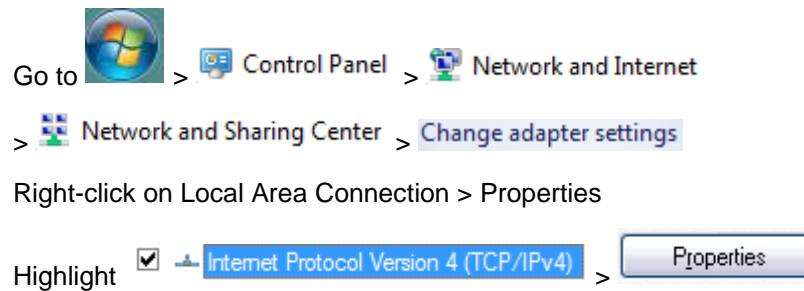 Go to > Control Panel > Network and Internet
> Network and Sharing Center > Change adapter settings
Right-click on Local Area Connection > Properties
Highlight Internet Protocol Version 4 (TCP/IPv4) > Properties